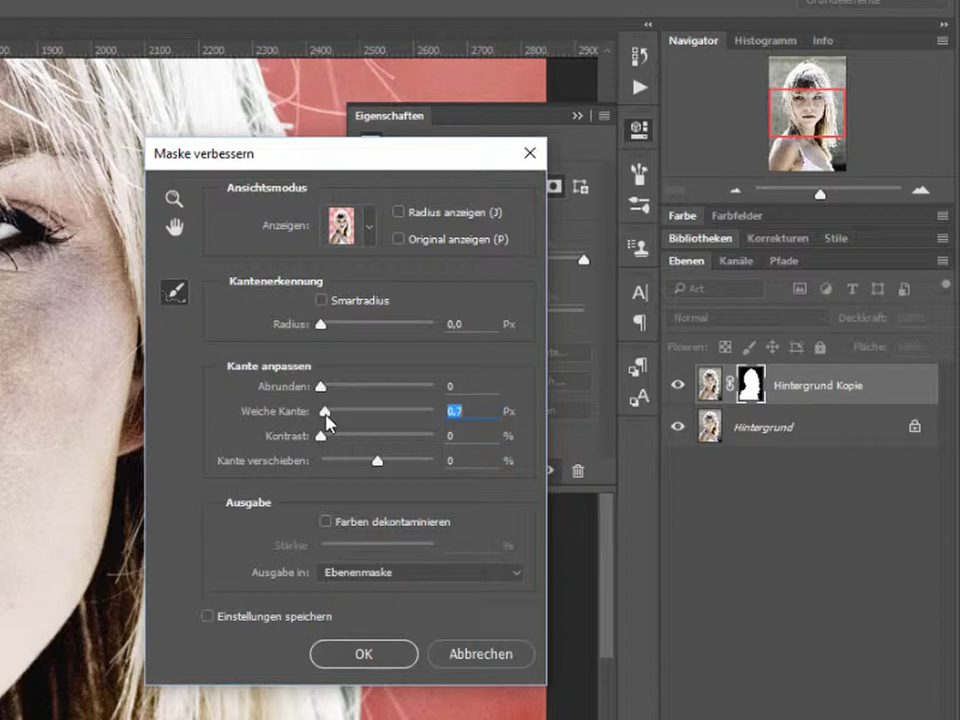 Grundelemente
1900 2000 2100 2200 2300 2400 2500 2600 2700 2800
Navigator Histogramm Info
Eigenschaften
Maske verbessern
Ansichtsmodus
Anzeigen:
Radius anzeigen (J)
Original anzeigen (P)
Kantenerkennung
Smartradius
Radius: 0,0 Px
Kante anpassen
Abrunden: 0
Weiche Kante: 0,7 Px
Kontrast: 0 %
Kante verschieben: 0 %
Ausgabe
Farben dekontaminieren
Stärke: %
Ausgabe in: Ebenenmaske
Einstellungen speichern
OK Abbrechen
Farbe Farbfelder
Bibliotheken Korrekturen Stile
Ebenen Kanäle Pfade
Art
Normal Deckkraft:
Fixieren: Fläche:
Hintergrund Kopie
Hintergrund